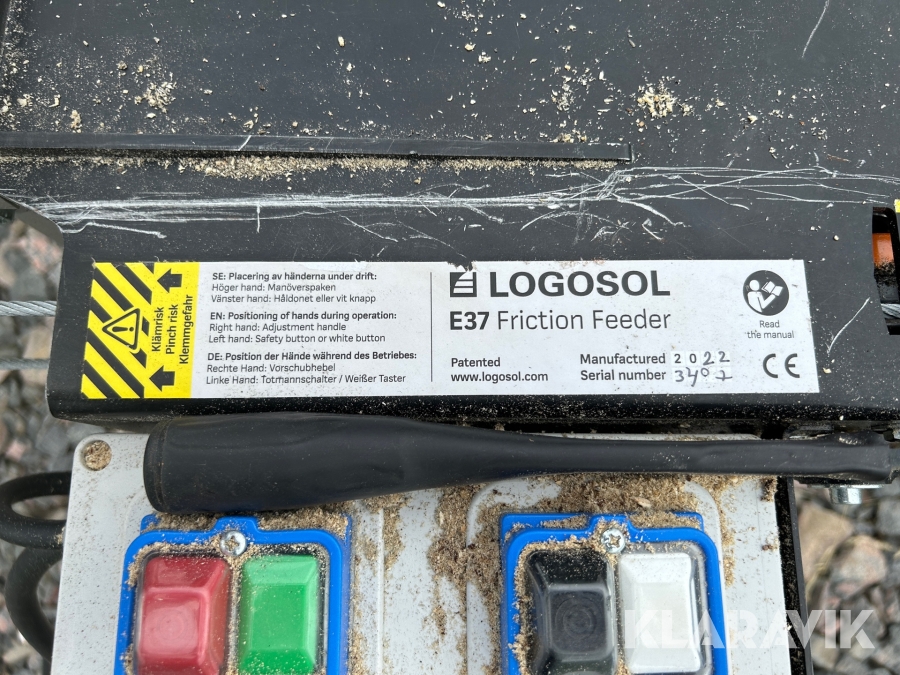 Klämrisk
Pinch risk
Klemmgefahr
SE: Placering av händerna under drift:
Höger hand: Manöverspaken
Vänster hand: Håldonet eller vit knapp
EN: Positioning of hands during operation:
Right hand: Adjustment handle
Left hand: Safety button or white button
DE: Position der Hände während des Betriebes:
Rechte Hand: Vorschubhebel
Linke Hand: Totmannschalter / Weißer Taster
LOGOSOL
E37 Friction Feeder
Patented
www.logosol.com
Manufactured 2022
Serial number
Read
the manual
CE
KLARAVIK